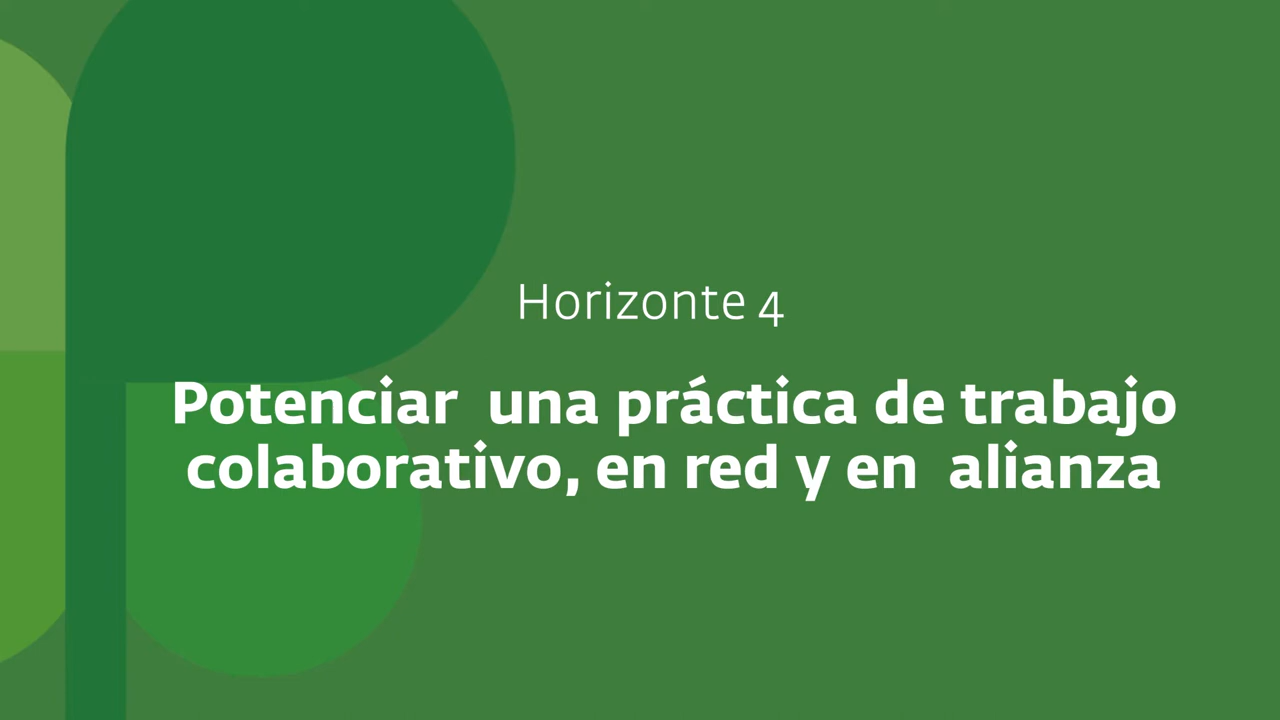 Horizonte 4
Potenciar una práctica de trabajo
colaborativo, en red y en alianza